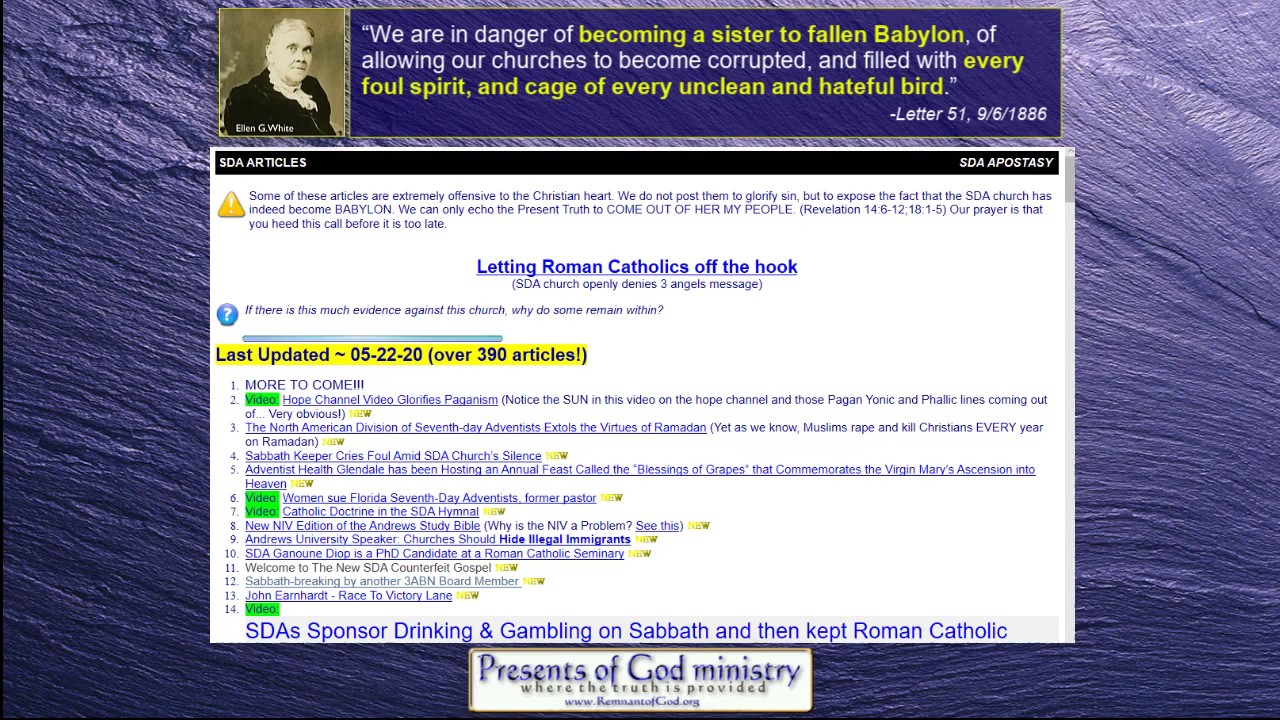 “We are in danger of becoming a sister to fallen Babylon, of
allowing our churches to become corrupted, and filled with every
foul spirit, and cage of every unclean and hateful bird.”
-Letter 51, 9/6/1886
Ellen G.White
SDA ARTICLES SDA APOSTASY
Some of these articles are extremely offensive to the Christian heart. We do not post them to glorify sin, but to expose the fact that the SDA church has
indeed become BABYLON. We can only echo the Present Truth to COME OUT OF HER MY PEOPLE. (Revelation 14:6-12;18:1-5) Our prayer is that
you heed this call before it is too late.
Letting Roman Catholics off the hook
(SDA church openly denies 3 angels message)
If there is this much evidence against this church, why do some remain within?
Last Updated ~ 05-22-20 (over 390 articles!)
1. MORE TO COME!!!
2. Video: Hope Channel Video Glorifies Paganism (Notice the SUN in this video on the hope channel and those Pagan Yonic and Phallic lines coming out
of... Very obvious!) NEW
3. The North American Division of Seventh-day Adventists Extols the Virtues of Ramadan (Yet as we know, Muslims rape and kill Christians EVERY year
on Ramadan) NEW
4. Sabbath Keeper Cries Foul Amid SDA Church's Silence NEW
5. Adventist Health Glendale has been Hosting an Annual Feast Called the “Blessings of Grapes” that Commemorates the Virgin Mary’s Ascension into
Heaven NEW
6. Video: Women sue Florida Seventh-Day Adventists, former pastor NEW
7. Video: Catholic Doctrine in the SDA Hymnal NEW
8. New NIV Edition of the Andrews Study Bible (Why is the NIV a Problem? See this) NEW
9. Andrews University Speaker: Churches Should Hide Illegal Immigrants NEW
10. SDA Ganoune Diop is a PhD Candidate at a Roman Catholic Seminary NEW
11. Welcome to The New SDA Counterfeit Gospel NEW
12. Sabbath-breaking by another 3ABN Board Member NEW
13. John Earnhardt - Race To Victory Lane NEW
14. Video:
SDAs Sponsor Drinking & Gambling on Sabbath and then kept Roman Catholic
Presents of God ministry
where the truth is provided
www.RemnantofGod.org